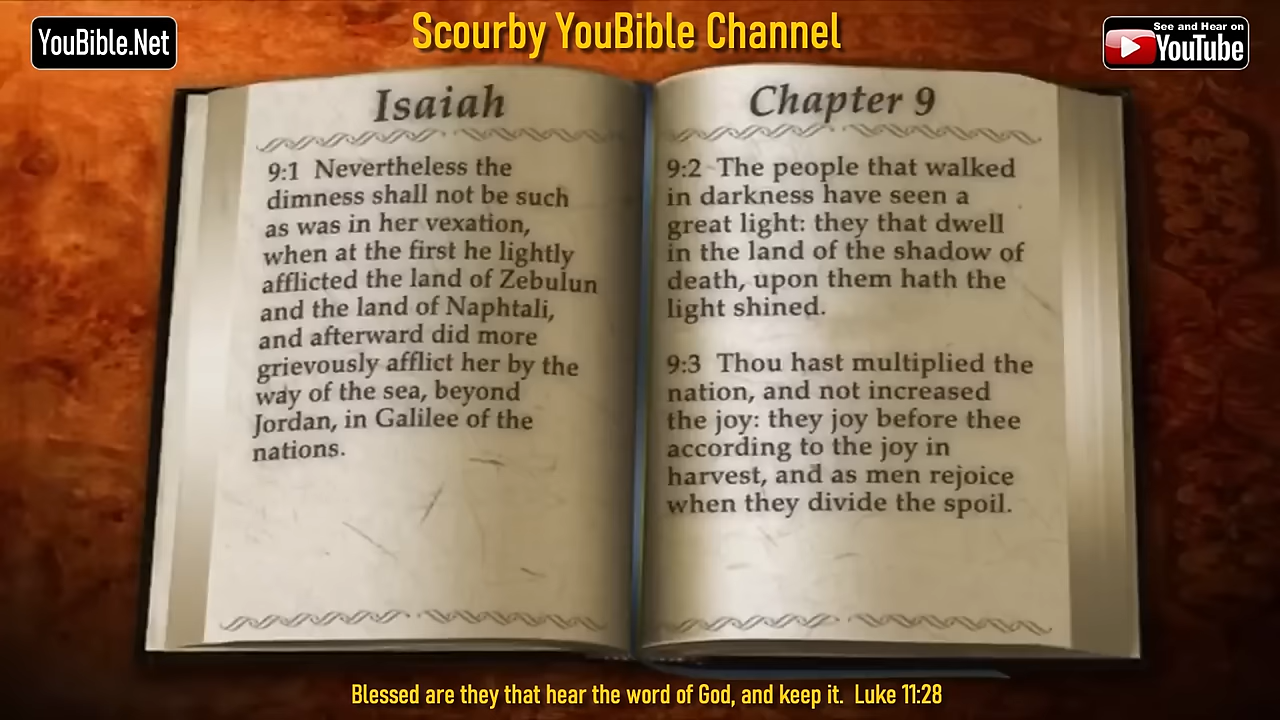 YouBible.Net
Scourby YouBible Channel
See and Hear on
YouTube
Isaiah
9:1 Nevertheless the
dimness shall not be such
as was in her vexation,
when at the first he lightly
afflicted the land of Zebulun
and the land of Naphtali,
and afterward did more
grievously afflict her by the
way of the sea, beyond
Jordan, in Galilee of the
nations.
Chapter 9
9:2 The people that walked
in darkness have seen a
great light: they that dwell
in the land of the shadow of
death, upon them hath the
light shined.
9:3 Thou hast multiplied the
nation, and not increased
the joy: they joy before thee
according to the joy in
harvest, and as men rejoice
when they divide the spoil.
Blessed are they that hear the word of God, and keep it. Luke 11:28